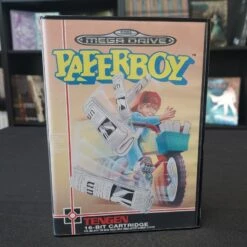 MEGA DRIVE
PAPERBOY
TENGEN
16-BIT CARTRIDGE